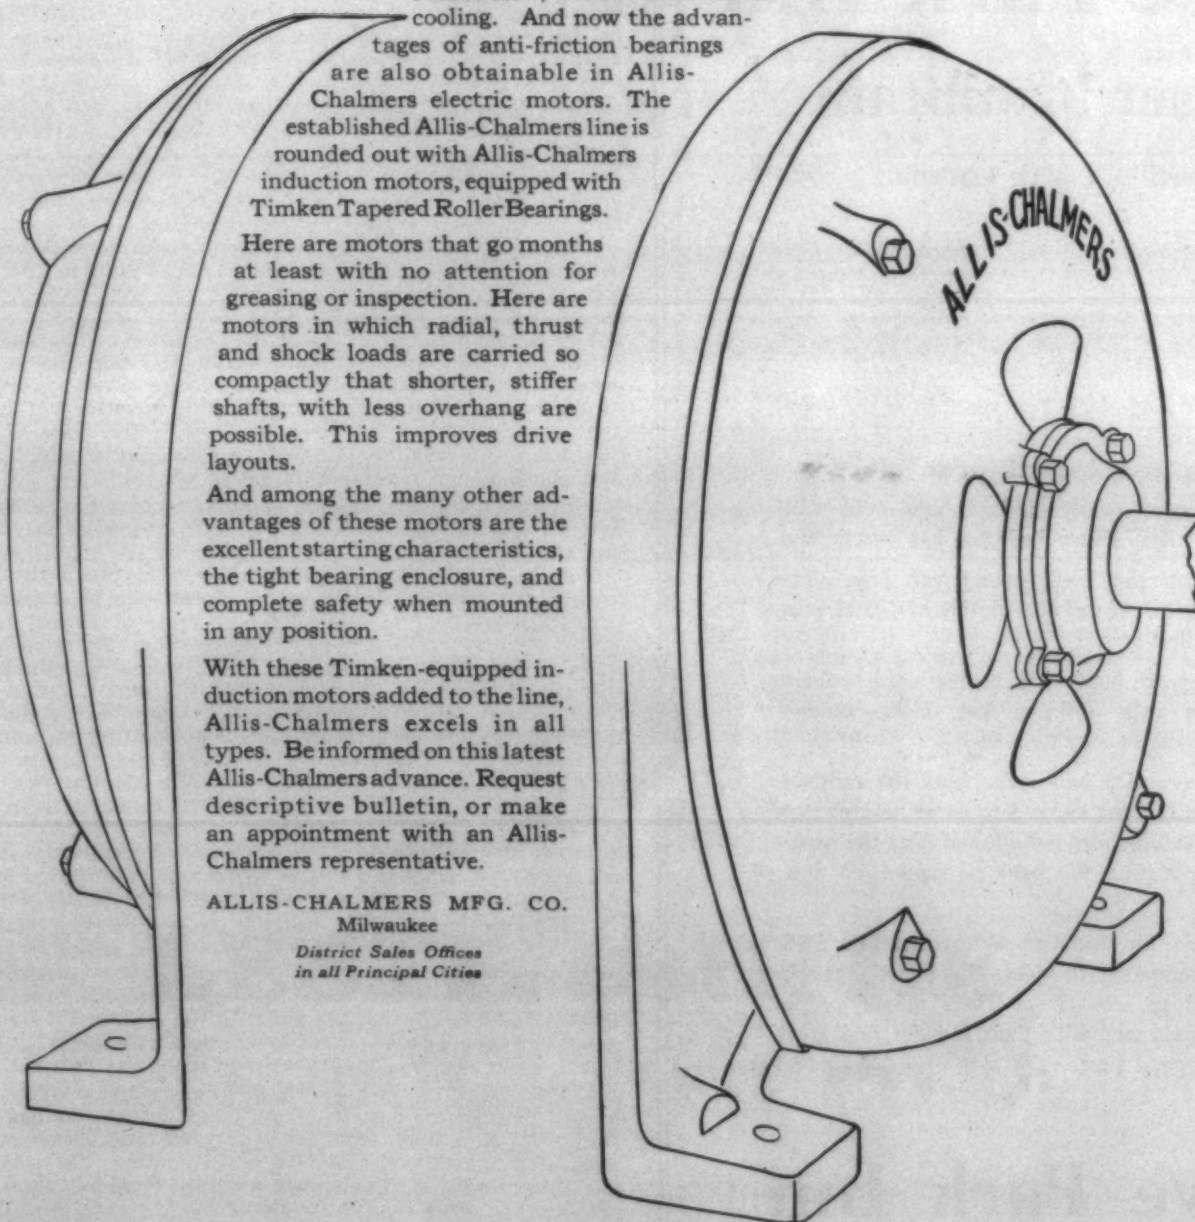 cooling. And now the advan-
tages of anti-friction bearings
are also obtainable in Allis-
Chalmers electric motors. The
established Allis-Chalmers line is
rounded out with Allis-Chalmers
induction motors, equipped with
Timken Tapered Roller Bearings.
Here are motors that go months
at least with no attention for
greasing or inspection. Here are
motors in which radial, thrust
and shock loads are carried so
compactly that shorter, stiffer
shafts, with less overhang are
possible. This improves drive
layouts.
And among the many other ad-
vantages of these motors are the
excellent starting characteristics,
the tight bearing enclosure, and
complete safety when mounted
in any position.
With these Timken-equipped in-
duction motors added to the line,
Allis-Chalmers excels in all
types. Be informed on this latest
Allis-Chalmers advance. Request
descriptive bulletin, or make
an appointment with an Allis-
Chalmers representative.
ALLIS-CHALMERS MFG. CO.
Milwaukee
District Sales Offices
in all Principal Cities
ALLIS-CHALMERS